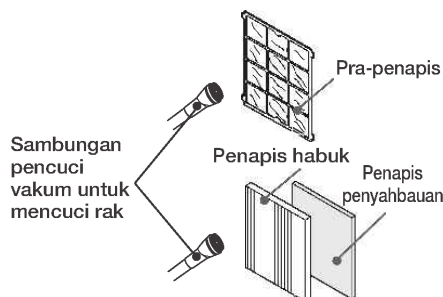 Pra-penapis
Sambungan
pencuci
vakum untuk
mencuci rak
Penapis habuk
Penapis
penyahbauan